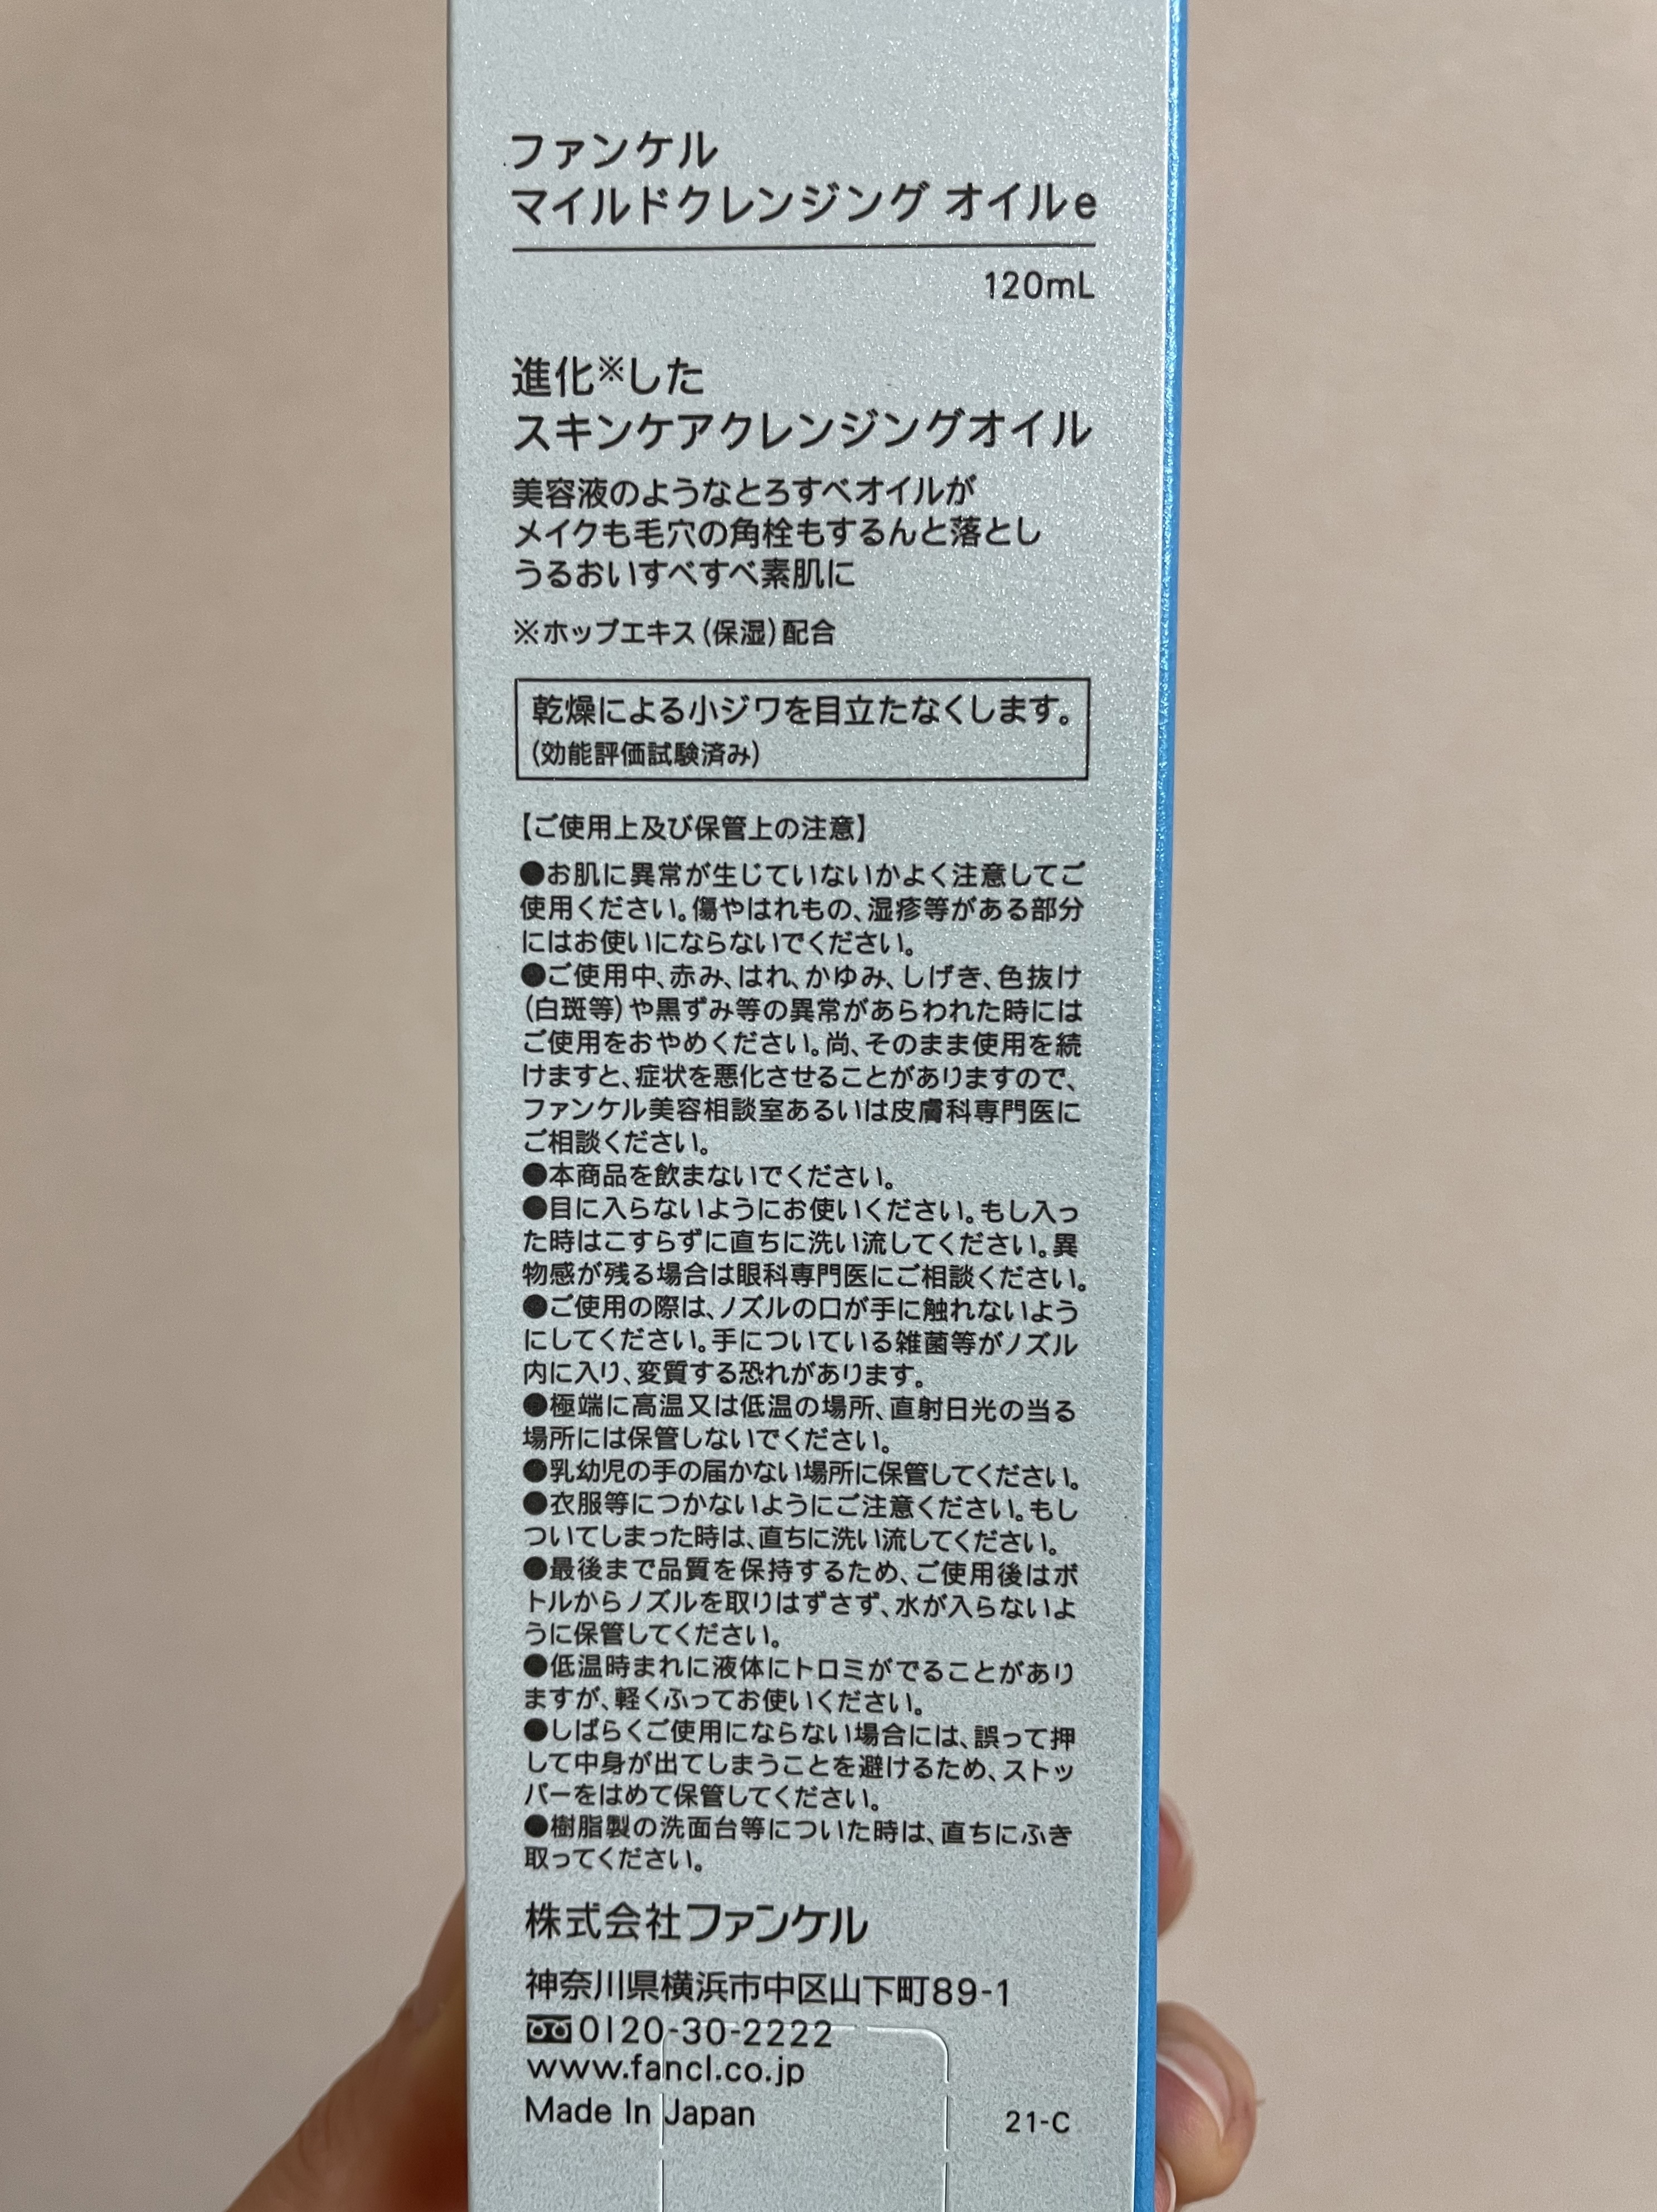 ファンケル
マイルドクレンジング オイルe
120mL
進化※した
スキンケアクレンジングオイル
美容液のようなとろすべオイルが
メイクも毛穴の角栓もするんと落とし
うるおいすべすべ素肌に
※ホップエキス(保湿)配合
乾燥による小ジワを目立たなくします。
(効能評価試験済み)
【ご使用上及び保管上の注意】
●お肌に異常が生じていないかよく注意してご
使用ください。傷やはれもの、湿疹等がある部分
にはお使いにならないでください。
●ご使用中、赤み、はれ、かゆみ、しげき、色抜け
(白斑等)や黒ずみ等の異常があらわれた時には
ご使用をおやめください。尚、そのまま使用を続
けますと、症状を悪化させることがありますので、
ファンケル美容相談室あるいは皮膚科専門医に
ご相談ください。
●本商品を飲まないでください。
●目に入らないようにお使いください。もし入っ
た時はこすらずに直ちに洗い流してください。異
物感が残る場合は眼科専門医にご相談ください。
●ご使用の際は、ノズルの口が手に触れないよう
にしてください。手についている雑菌等がノズル
内に入り、変質する恐れがあります。
●極端に高温又は低温の場所、直射日光の当る
場所には保管しないでください。
●乳幼児の手の届かない場所に保管してください。
●衣服等につかないようにご注意ください。もし
ついてしまった時は、直ちに洗い流してください。
●最後まで品質を保持するため、ご使用後はボ
トルからノズルを取りはずさず、水が入らないよ
うに保管してください。
●低温時まれに液体にトロミがでることがあり
ますが、軽くふってお使いください。
●しばらくご使用にならない場合には、誤って押
して中身が出てしまうことを避けるため、ストッ
パーをはめて保管してください。
●樹脂製の洗面台等についた時は、直ちにふき
取ってください。
株式会社ファンケル
神奈川県横浜市中区山下町89-1
0120-30-2222
www.fancl.co.jp
Made In Japan
21-C